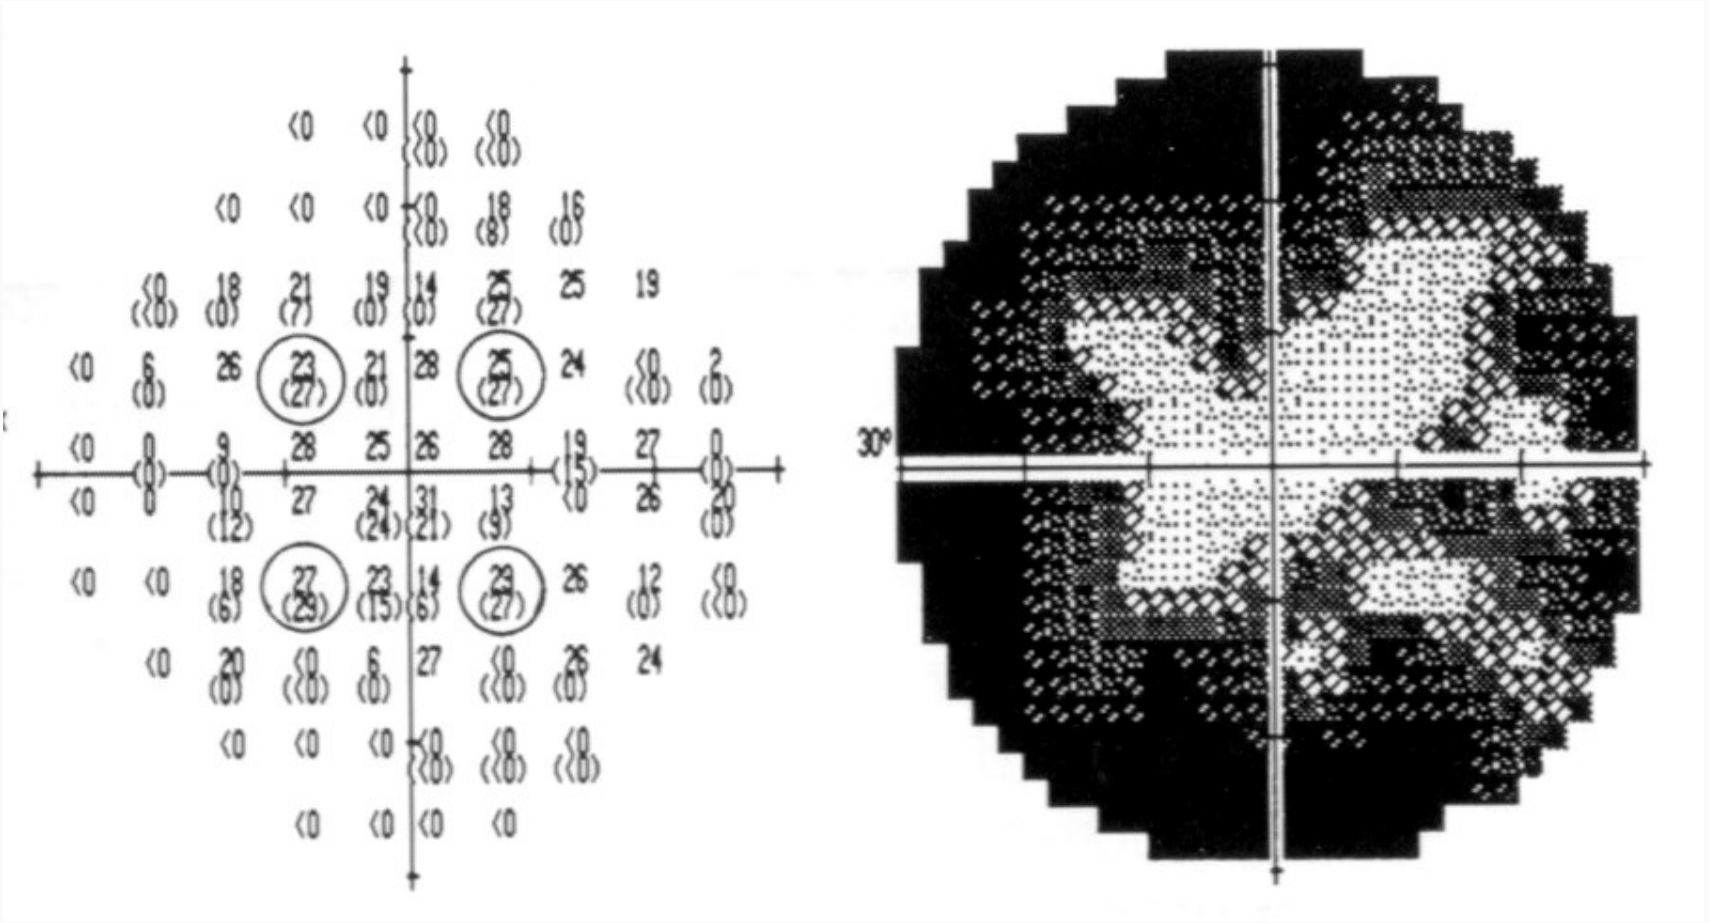 <0 <0 <0 <0
(<0) (<0)
<0 <0 <0 <0 18 16
(<0) (8) (0)
<0 18 21 19 14 25 25 19
(<0) (0) (7) (0) (0) (27)
<0 6 26 23 21 28 25 24 <0 2
(0) (27) (0) (27) (<0) (0)
<0 0 9 28 25 26 28 19 27 0
(0) (0) (15) (0)
<0 0 10 27 24 31 13 <0 26 20
(12) (24) (21) (9) (0)
<0 <0 18 27 23 14 29 26 12 <0
(6) (29) (15) (6) (27) (0) (<0)
<0 20 <0 6 27 <0 26 24
(0) (<0) (0) (<0) (0)
<0 <0 <0 <0 <0 <0
(<0) (<0) (<0)
<0 <0 <0 <0
30°